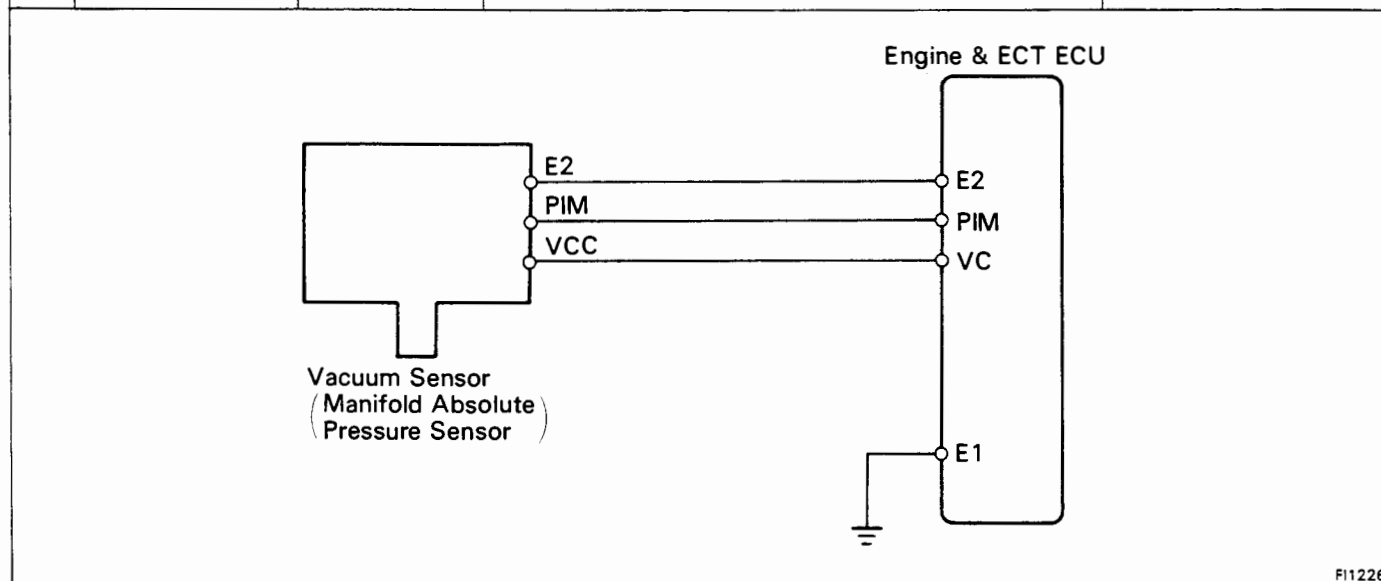 Engine & ECT ECU
E2
E2
PIM
PIM
VCC
VC
Vacuum Sensor
(Manifold Absolute
Pressure Sensor)
E1
FI1226